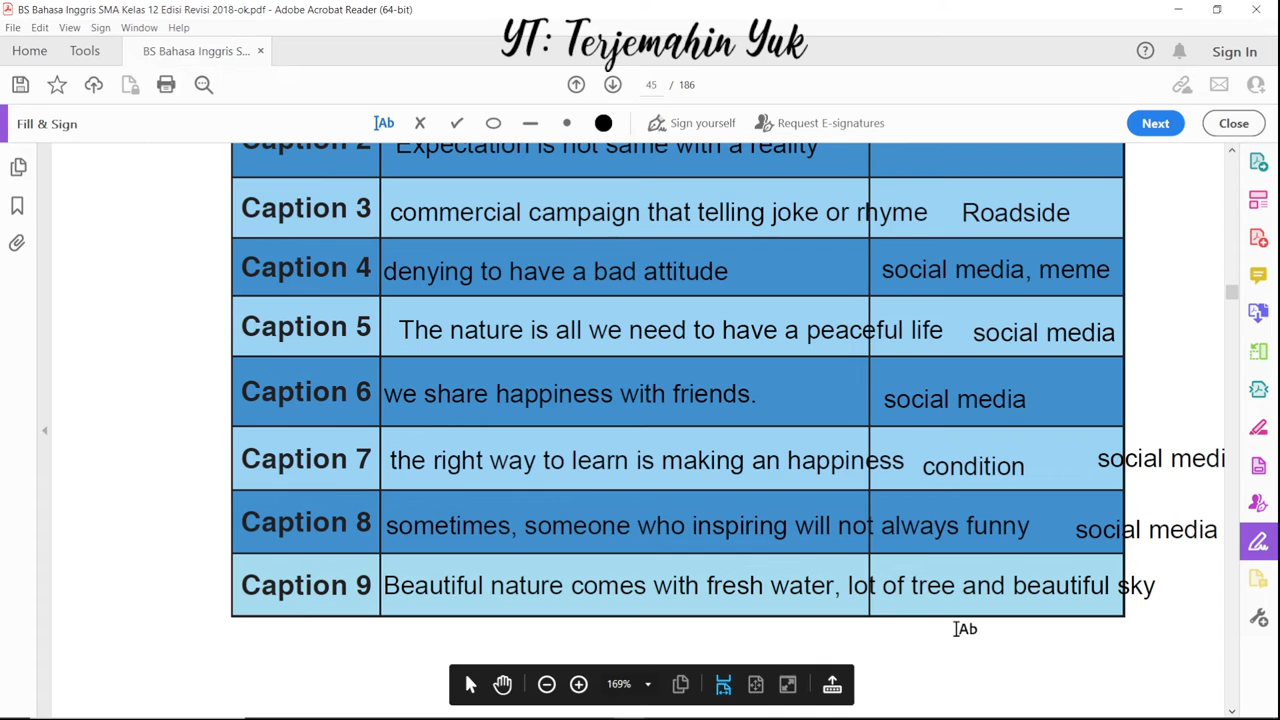 BS Bahasa Inggris SMA Kelas 12 Edisi Revisi 2018-ok.pdf - Adobe Acrobat Reader (64-bit)
File Edit View Sign Window Help
YT: Terjemahin Yuk
Home Tools BS Bahasa Inggris S... Sign In
45 / 186
Fill & Sign Ab Sign yourself Request E-signatures Next Close
Caption 2 Expectation is not same with a reality
Caption 3 commercial campaign that telling joke or rhyme Roadside
Caption 4 denying to have a bad attitude social media, meme
Caption 5 The nature is all we need to have a peaceful life social media
Caption 6 we share happiness with friends. social media
Caption 7 the right way to learn is making an happiness condition social medi
Caption 8 sometimes, someone who inspiring will not always funny social media
Caption 9 Beautiful nature comes with fresh water, lot of tree and beautiful sky
Ab
169%